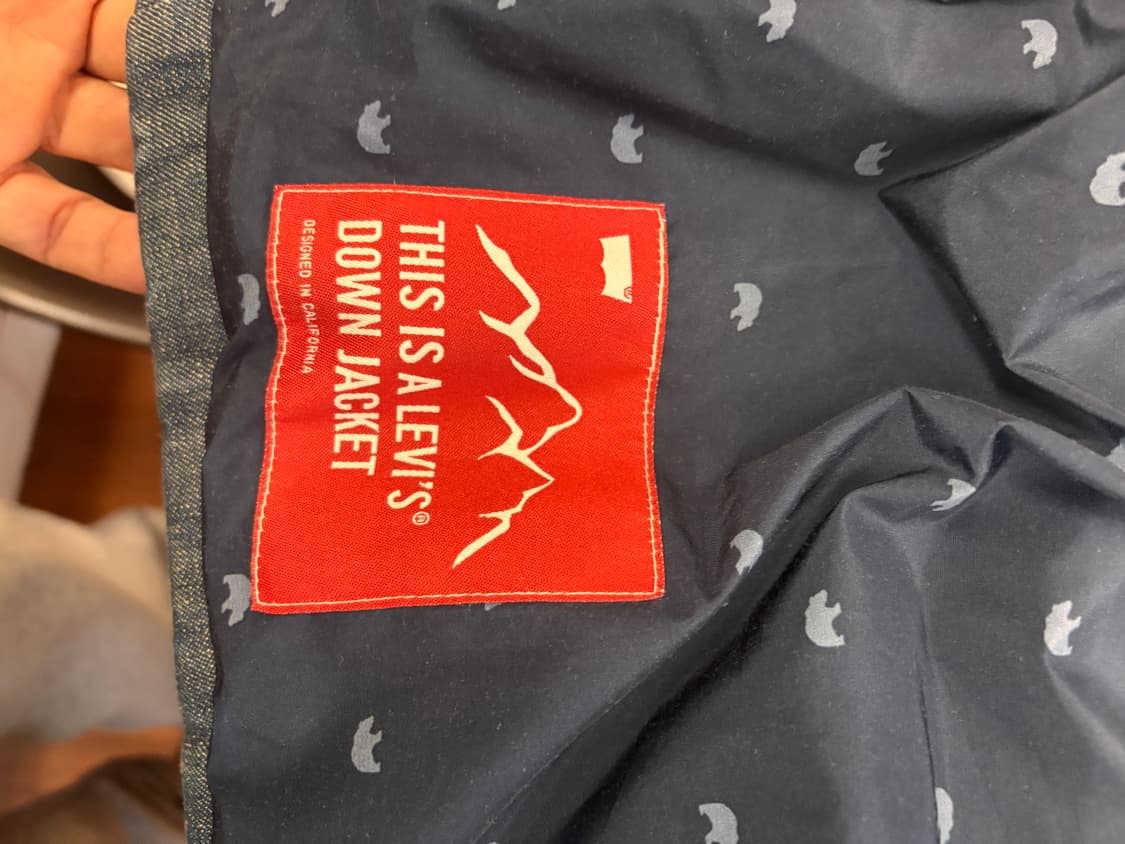 THIS IS A LEVI'S®
DOWN JACKET
DESIGNED IN CALIFORNIA